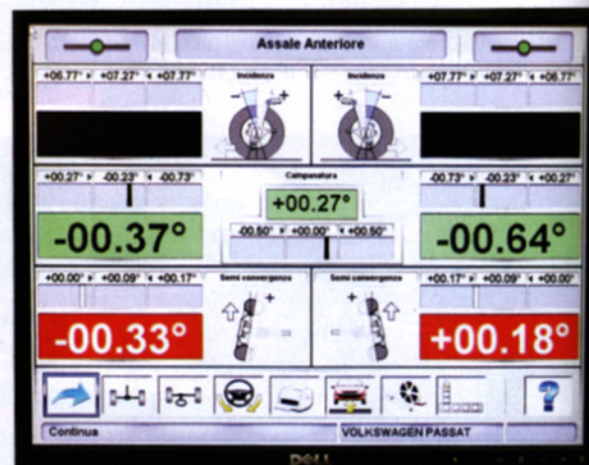 Assale Anteriore
+06.77° +07.27° +07.77° Incidenza Incidenza +07.77° +07.27° +06.77°
+00.27° -00.23° -00.73° Campanatura -00.73° -00.23° +00.27°
+00.27°
-00.37° -00.50° +00.00° +00.50° -00.64°
+00.00° +00.09° +00.17° Semi convergenza Semi convergenza +00.17° +00.09° +00.00°
-00.33° +00.18°
?
Continua VOLKSWAGEN PASSAT
DELL